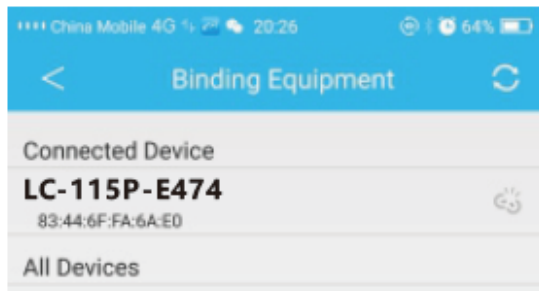 China Mobile 4G 20:26 64%
Binding Equipment
Connected Device
LC-115P-E474
83:44:6F:FA:6A:E0
All Devices